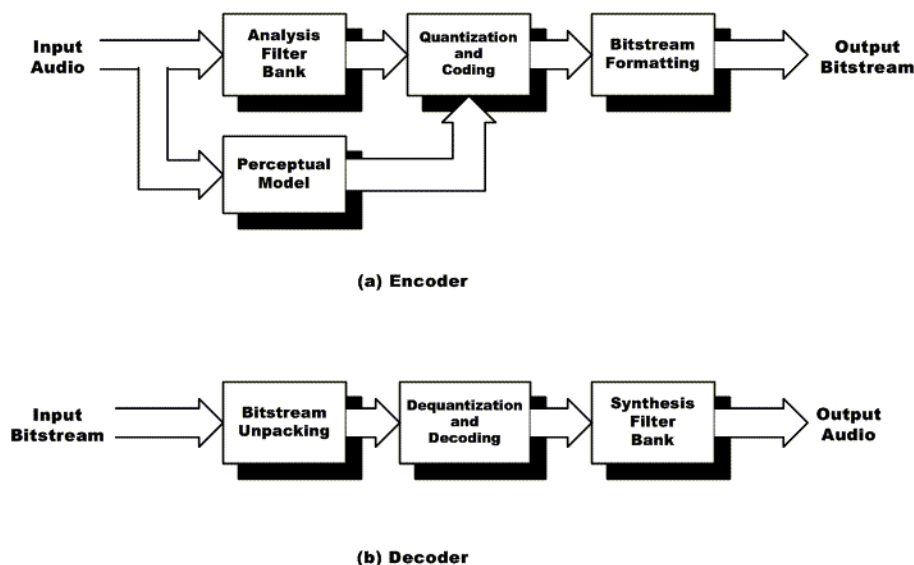 Input
Audio
Analysis
Filter
Bank
Quantization
and
Coding
Bitstream
Formatting
Output
Bitstream
Perceptual
Model
(a) Encoder
Input
Bitstream
Bitstream
Unpacking
Dequantization
and
Decoding
Synthesis
Filter
Bank
Output
Audio
(b) Decoder